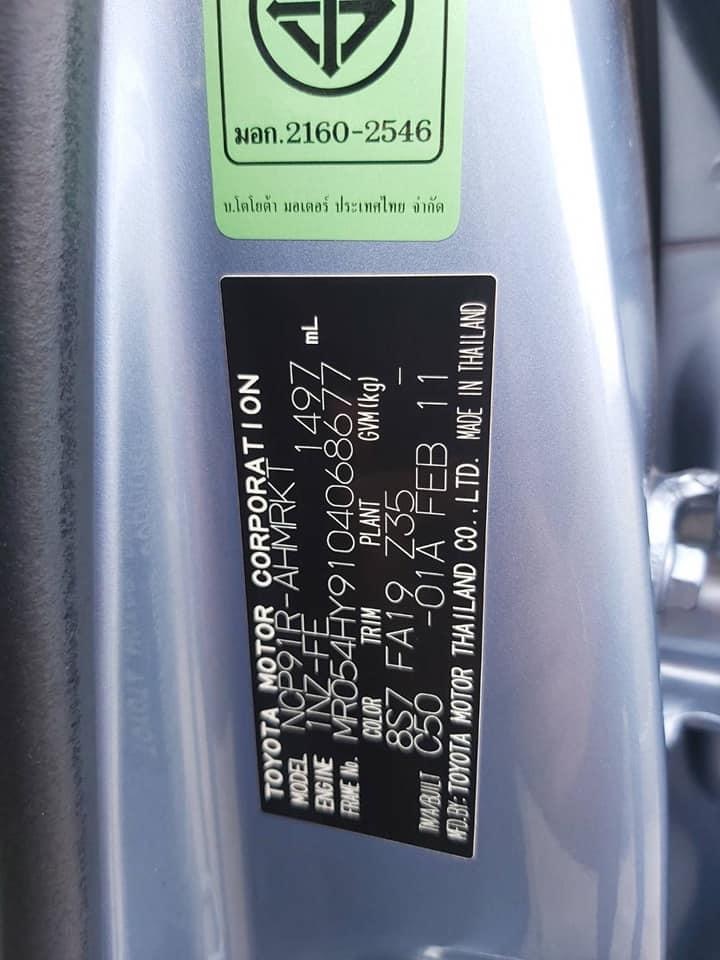 มอก.2160-2546
บ.โตโยต้า มอเตอร์ ประเทศไทย จำกัด
TOYOTA MOTOR CORPORATION
MODEL NCP91R-AHMRKT
ENGINE 1NZ-FE 1497 mL
FRAME No. MR054HY9104068677
COLOR TRIM PLANT GVM(kg)
8S7 FA19 Z35 -
T/M/A/BUILT C50 -01A FEB 11
MFD.BY:TOYOTA MOTOR THAILAND CO.,LTD. MADE IN THAILAND